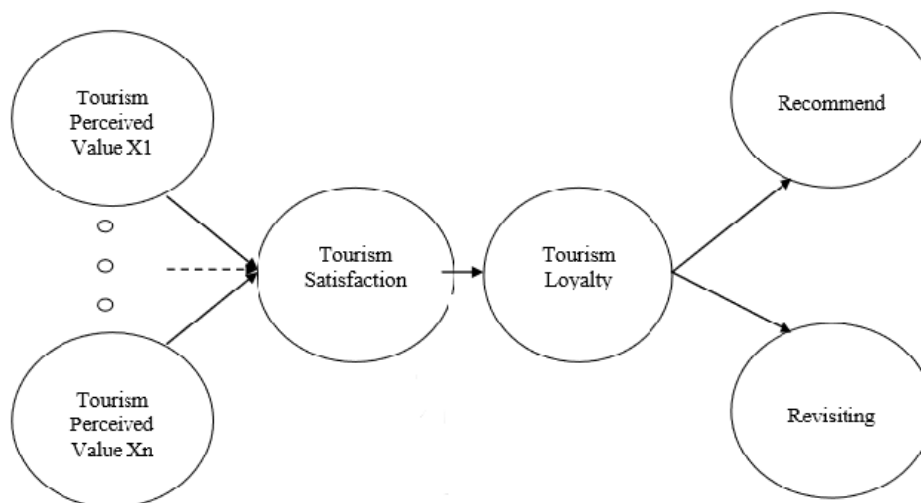 Tourism
Perceived
Value X1
Tourism
Satisfaction
Tourism
Loyalty
Recommend
Tourism
Perceived
Value Xn
Revisiting